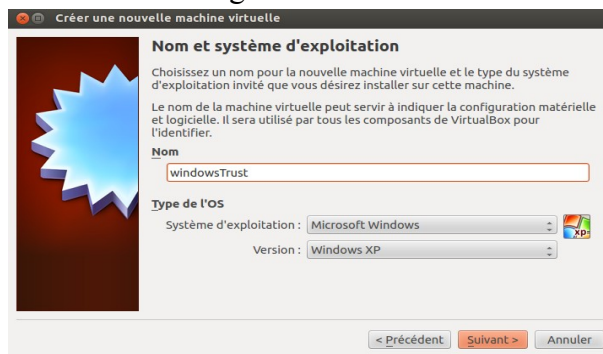 Créer une nouvelle machine virtuelle
Nom et système d'exploitation
Choisissez un nom pour la nouvelle machine virtuelle et le type du système
d'exploitation invité que vous désirez installer sur cette machine.
Le nom de la machine virtuelle peut servir à indiquer la configuration matérielle
et logicielle. Il sera utilisé par tous les composants de VirtualBox pour
l'identifier.
Nom
windowsTrust
Type de l'OS
Système d'exploitation : Microsoft Windows
xp
Version : Windows XP
< Précédent Suivant > Annuler